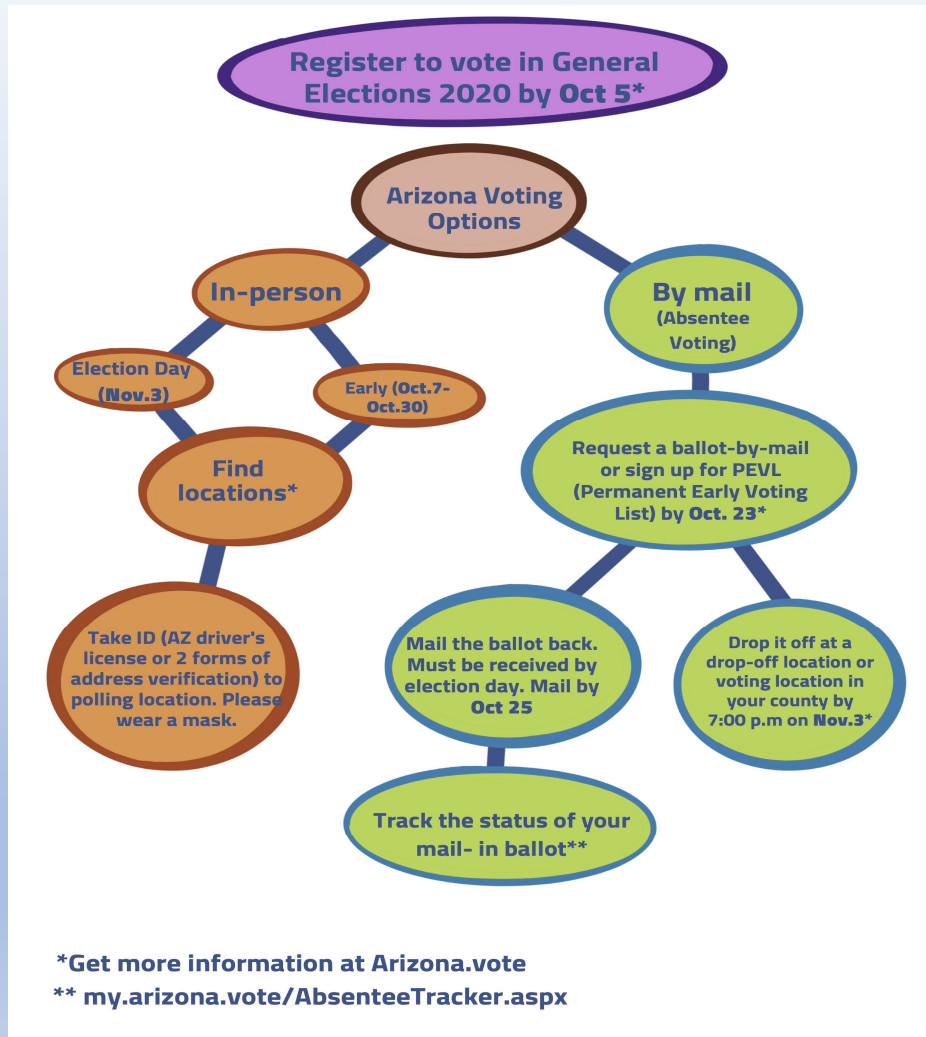 Register to vote in General
Elections 2020 by Oct 5*
Arizona Voting
Options
In-person
By mail
(Absentee
Voting)
Election Day
(Nov.3)
Early (Oct.7-
Oct.30)
Find
locations*
Request a ballot-by-mail
or sign up for PEVL
(Permanent Early Voting
List) by Oct. 23*
Take ID (AZ driver's
license or 2 forms of
address verification) to
polling location. Please
wear a mask.
Mail the ballot back.
Must be received by
election day. Mail by
Oct 25
Drop it off at a
drop-off location or
voting location in
your county by
7:00 p.m on Nov.3*
Track the status of your
mail- in ballot**
*Get more information at Arizona.vote
** my.arizona.vote/AbsenteeTracker.aspx